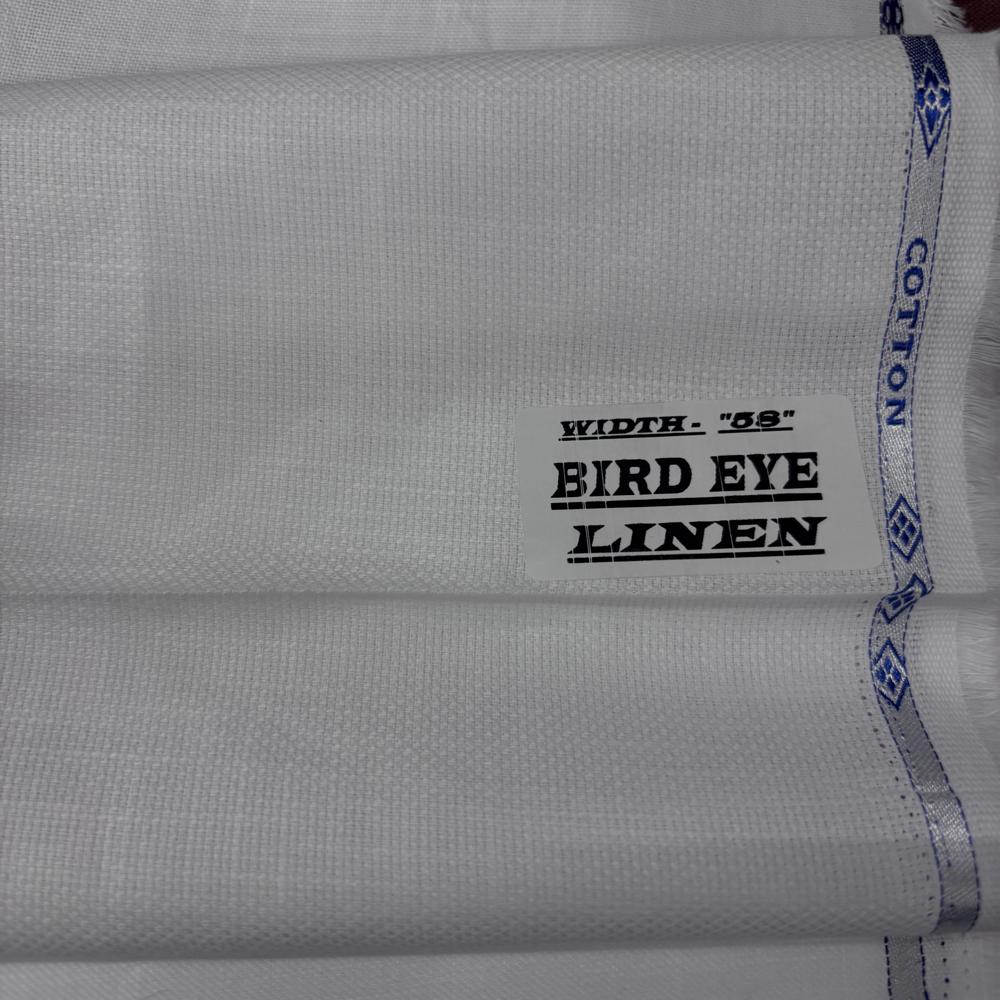 WIDTH- "58"
BIRD EYE
LINEN
COTTON